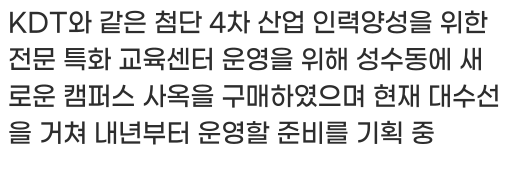 KDT와 같은 첨단 4차 산업 인력양성을 위한
전문 특화 교육센터 운영을 위해 성수동에 새
로운 캠퍼스 사옥을 구매하였으며 현재 대수선
을 거쳐 내년부터 운영할 준비를 기획 중